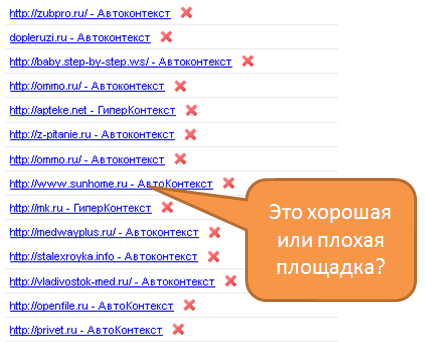 http://zubpro.ru/ - Автоконтекст
dopleruzi.ru - Автоконтекст
http://baby.step-by-step.ws/ - Автоконтекст
http://ommo.ru/ - Автоконтекст
http://apteke.net - ГиперКонтекст
http://z-pitanie.ru - Автоконтекст
http://ommo.ru/ - Автоконтекст
http://www.sunhome.ru - АвтоКонтекст
http://mk.ru - ГиперКонтекст
http://medwayplus.ru/ - Автоконтекст
http://stalexroyka.info - Автоконтекст
http://vladivostok-med.ru/ - Автоконтекст
http://openfile.ru - АвтоКонтекст
http://privet.ru - АвтоКонтекст
Это хорошая
или плохая
площадка?